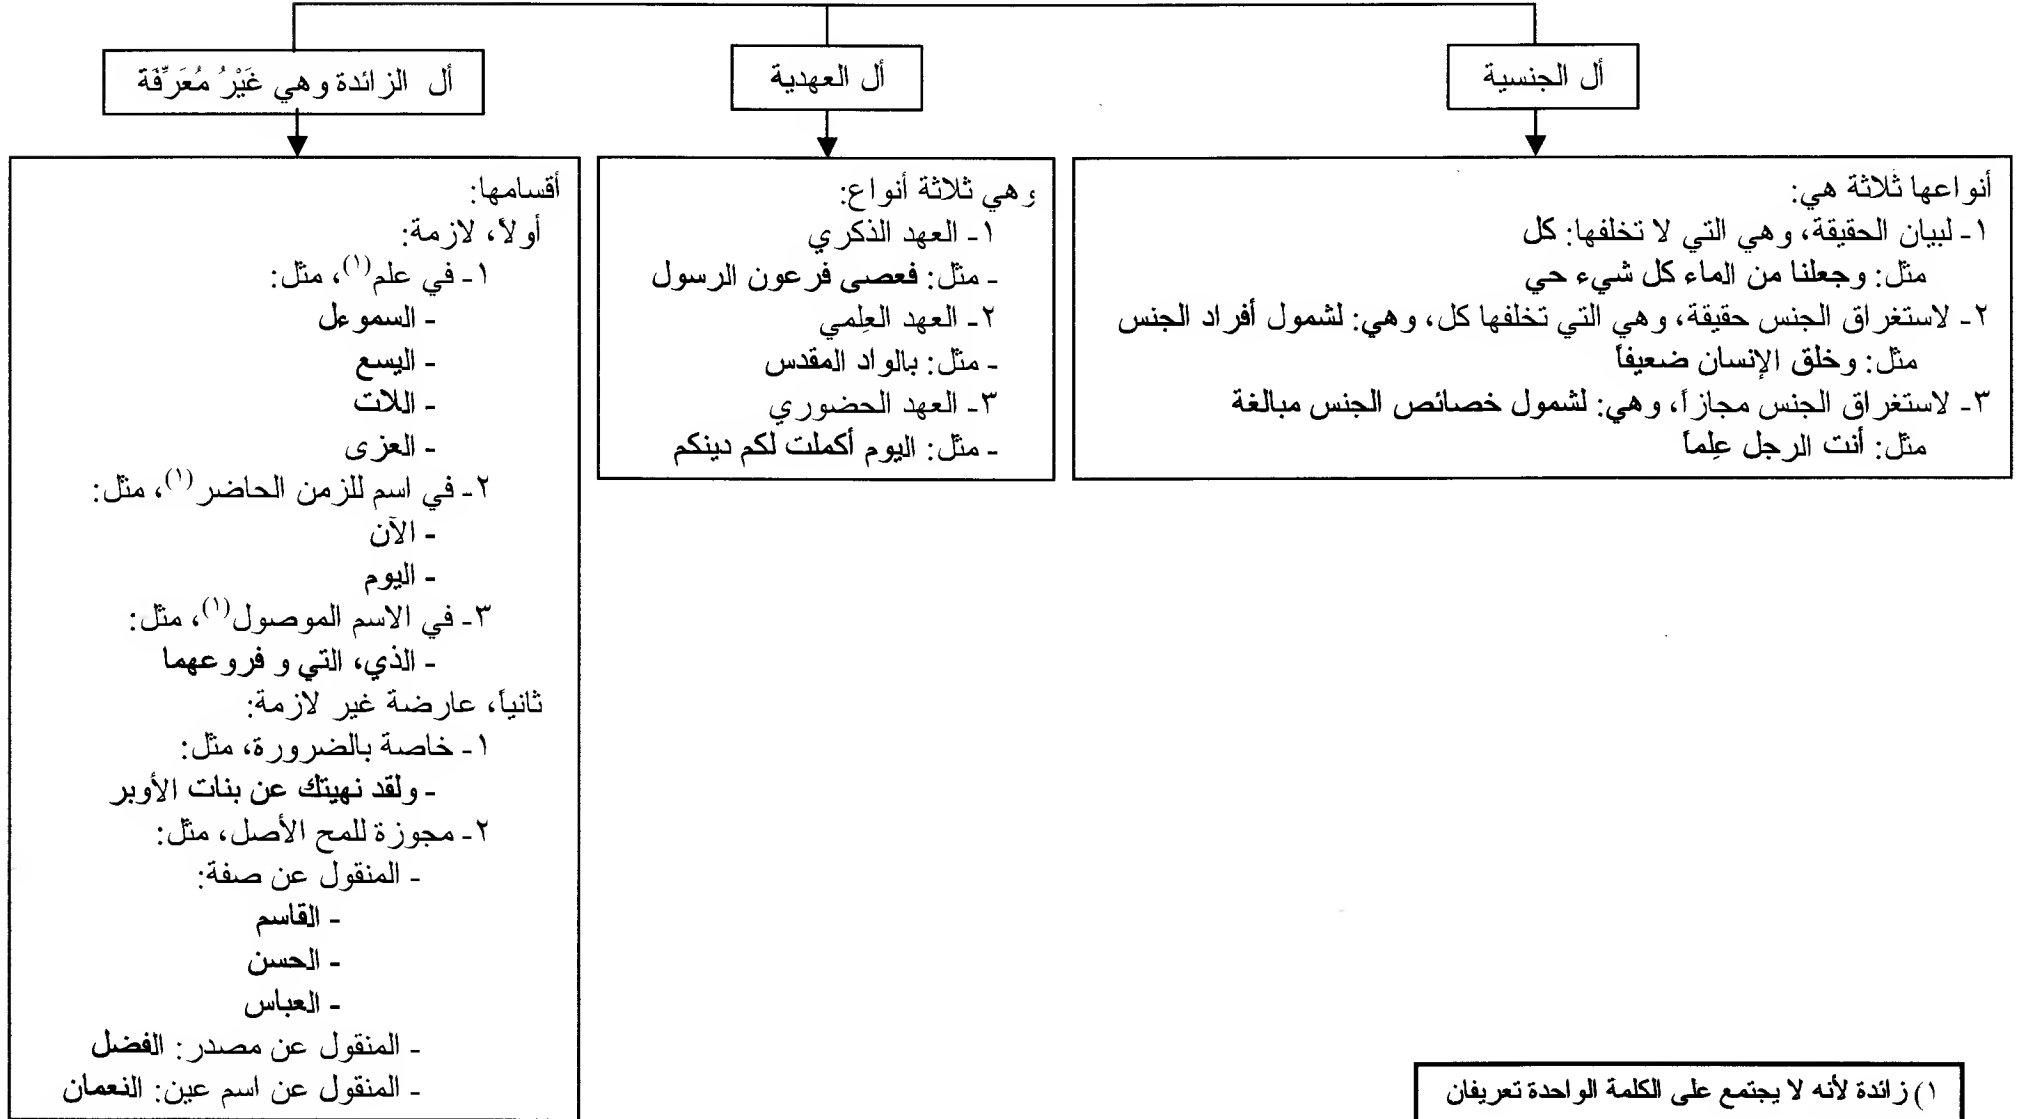 أل الجنسية
أنواعها ثلاثة هي:
١- لبيان الحقيقة، وهي التي لا تخلفها: كل
مثل: وجعلنا من الماء كل شيء حي
٢- لاستغراق الجنس حقيقة، وهي التي تخلفها كل، وهي: لشمول أفراد الجنس
مثل: وخلق الإنسان ضعيفاً
٣- لاستغراق الجنس مجازاً، وهي: لشمول خصائص الجنس مبالغة
مثل: أنت الرجل عِلماً
أل العهدية
وهي ثلاثة أنواع:
١- العهد الذكري
- مثل: فعصى فرعون الرسول
٢- العهد العِلمي
- مثل: بالواد المقدس
٣- العهد الحضوري
- مثل: اليوم أكملت لكم دينكم
أل الزائدة وهي غَيْرُ مُعَرِّفَة
أقسامها:
أولاً، لازمة:
١- في علم(١)، مثل:
- السموءل
- اليسع
- اللات
- العزى
٢- في اسم للزمن الحاضر(١)، مثل:
- الآن
- اليوم
٣- في الاسم الموصول(١)، مثل:
- الذي، التي و فروعهما
ثانياً، عارضة غير لازمة:
١- خاصة بالضرورة، مثل:
- ولقد نهيتك عن بنات الأوبر
٢- مجوزة للمح الأصل، مثل:
- المنقول عن صفة:
- القاسم
- الحسن
- العباس
- المنقول عن مصدر: الفضل
- المنقول عن اسم عين: النعمان
١) زائدة لأنه لا يجتمع على الكلمة الواحدة تعريفان